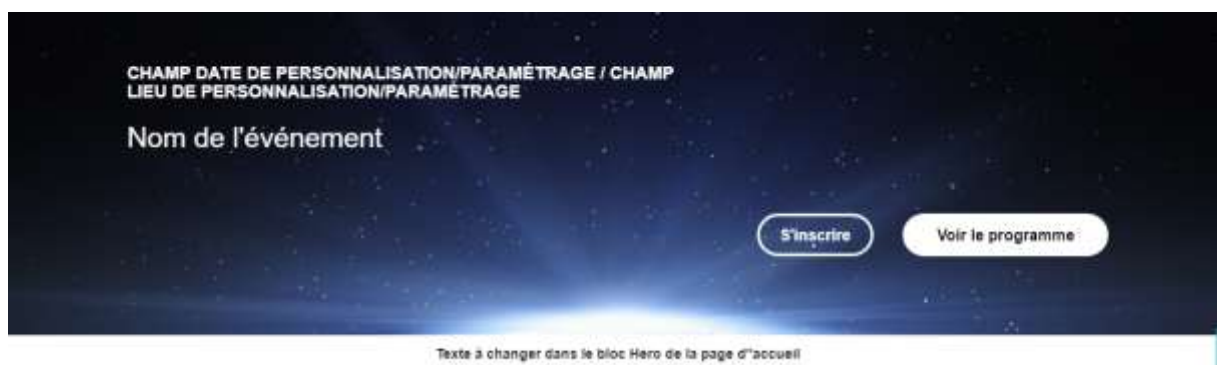 CHAMP DATE DE PERSONNALISATION/PARAMÉTRAGE / CHAMP
LIEU DE PERSONNALISATION/PARAMÉTRAGE
Nom de l'événement
S'inscrire
Voir le programme
Texte à changer dans le bloc Hero de la page d''accueil